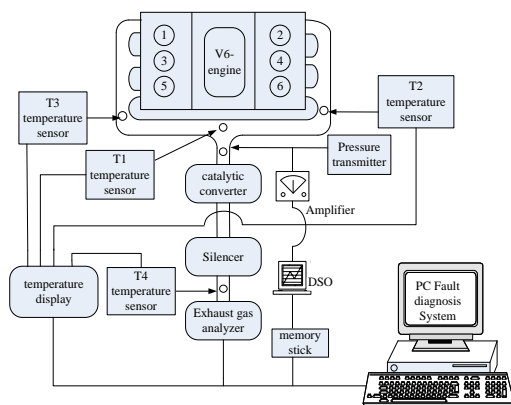 1
2
V6-
engine
3
4
5
6
T3
temperature
sensor
T2
temperature
sensor
T1
temperature
sensor
Pressure
transmitter
catalytic
converter
Amplifier
Silencer
DSO
temperature
display
T4
temperature
sensor
Exhaust gas
analyzer
memory
stick
PC Fault
diagnosis
System